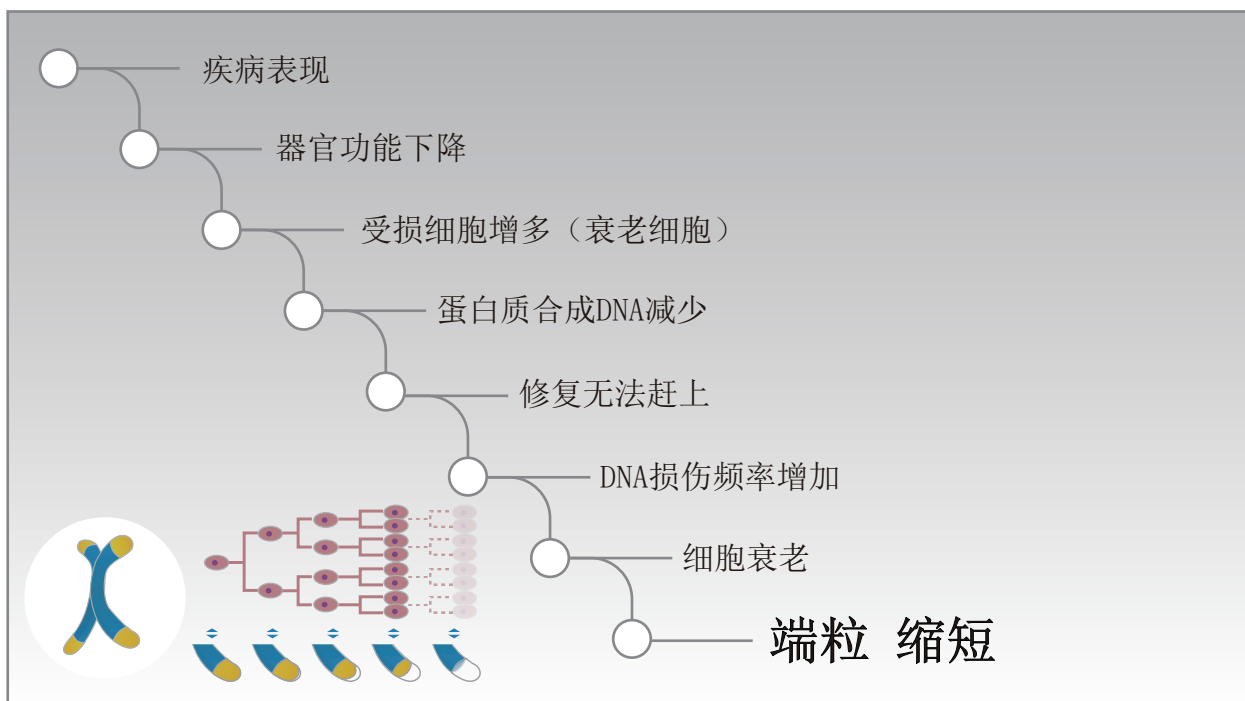 疾病表现
器官功能下降
受损细胞增多（衰老细胞）
蛋白质合成DNA减少
修复无法赶上
DNA损伤频率增加
细胞衰老
端粒 缩短